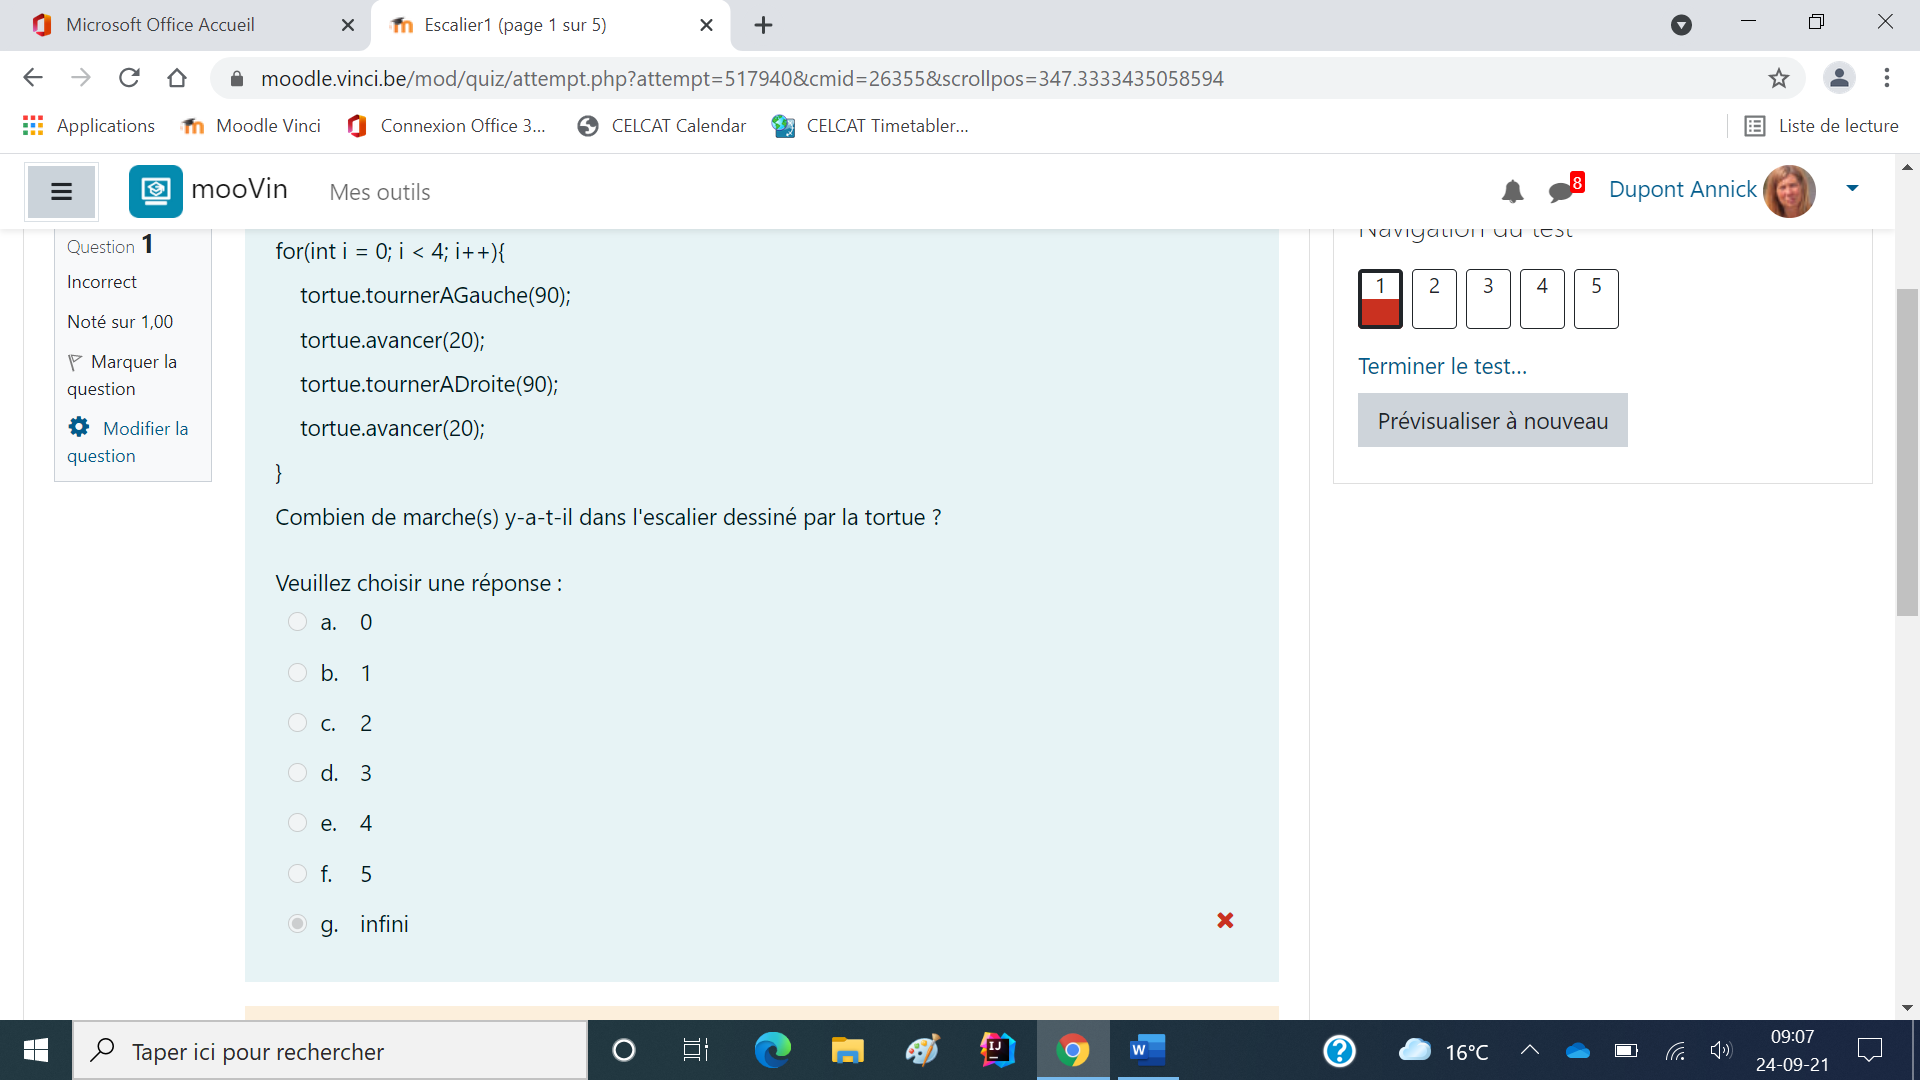 Microsoft Office Accueil
Escalier1 (page 1 sur 5)
moodle.vinci.be/mod/quiz/attempt.php?attempt=517940&cmid=26355&scrollpos=347.3333435058594
Applications
Moodle Vinci
Connexion Office 3...
CELCAT Calendar
CELCAT Timetabler...
Liste de lecture
mooVin
Mes outils
8
Dupont Annick
Question 1
Incorrect
Noté sur 1,00
Marquer la
question
Modifier la
question
for(int i = 0; i < 4; i++){
tortue.tournerAGauche(90);
tortue.avancer(20);
tortue.tournerADroite(90);
tortue.avancer(20);
}
Combien de marche(s) y-a-t-il dans l'escalier dessiné par la tortue ?
Veuillez choisir une réponse :
a. 0
b. 1
c. 2
d. 3
e. 4
f. 5
g. infini
Navigation du test
1 2 3 4 5
Terminer le test...
Prévisualiser à nouveau
Taper ici pour rechercher
16°C
09:07
24-09-21